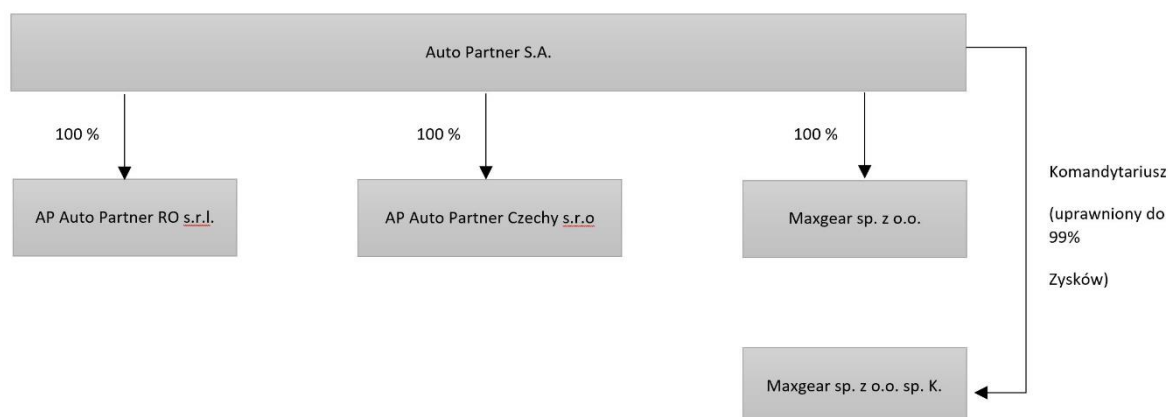 Auto Partner S.A.
100 %
100 %
100 %
Komandytariusz
(uprawniony do
99%
Zysków)
AP Auto Partner RO s.r.l.
AP Auto Partner Czechy s.r.o
Maxgear sp. z o.o.
Maxgear sp. z o.o. sp. K.